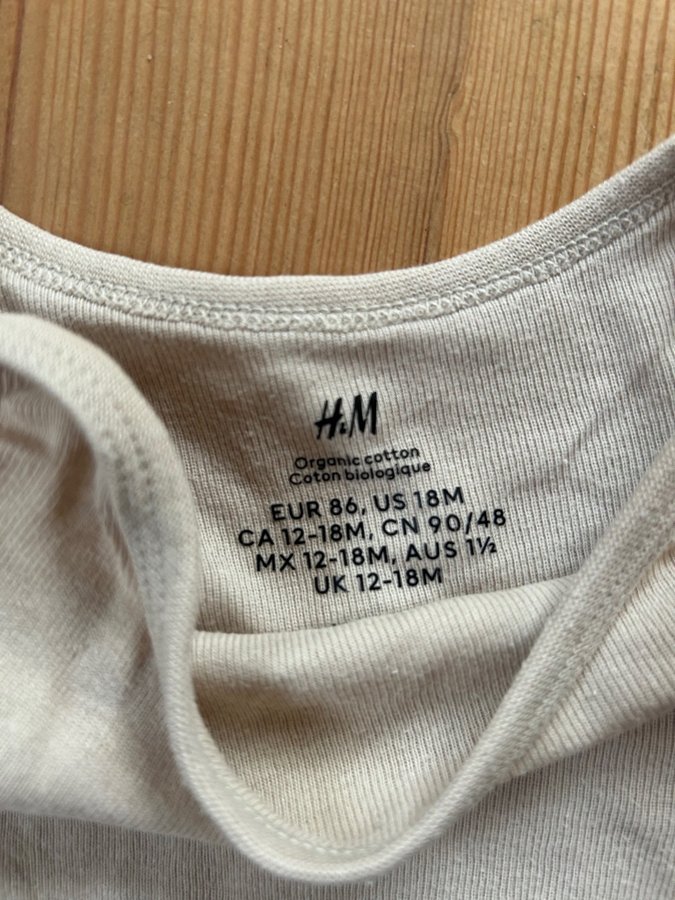 H&M
Organic cotton
Coton biologique
EUR 86, US 18M
CA 12-18M, CN 90/48
MX 12-18M, AUS 1½
UK 12-18M